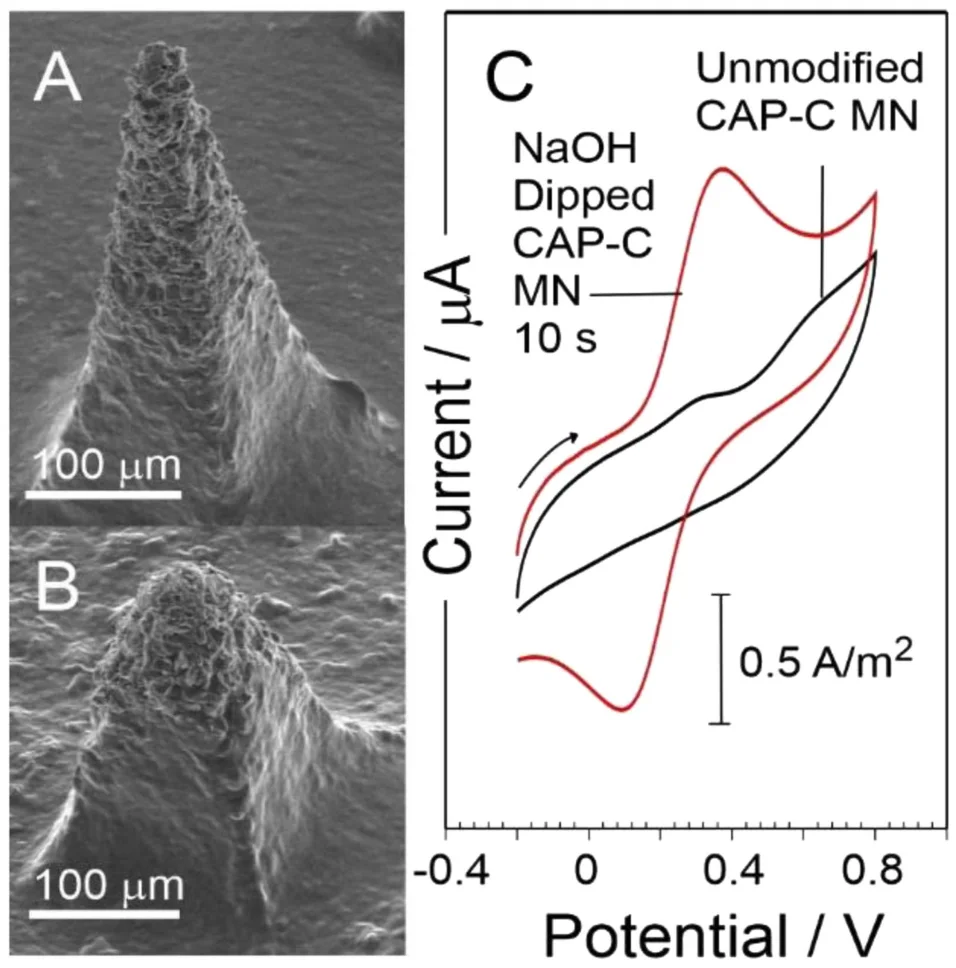 A
100 μm
B
100 μm
C
Unmodified
CAP-C MN
NaOH
Dipped
CAP-C
MN
10 s
Current / μA
0.5 A/m²
-0.4
0
0.4
0.8
Potential / V